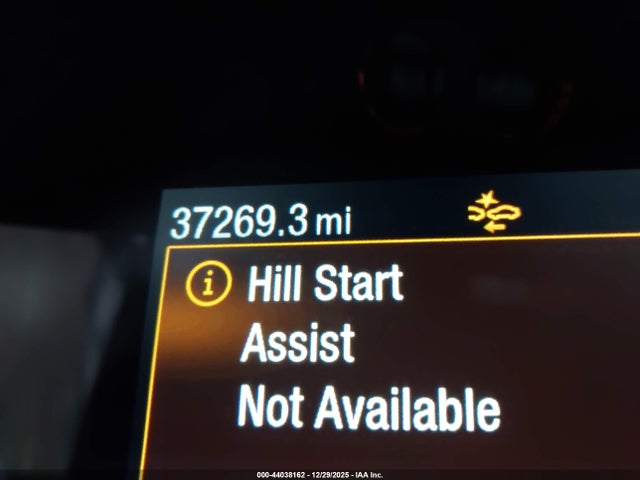 37269.3 mi
i Hill Start
Assist
Not Available
000-44038162 - 12/29/2025 - IAA Inc.